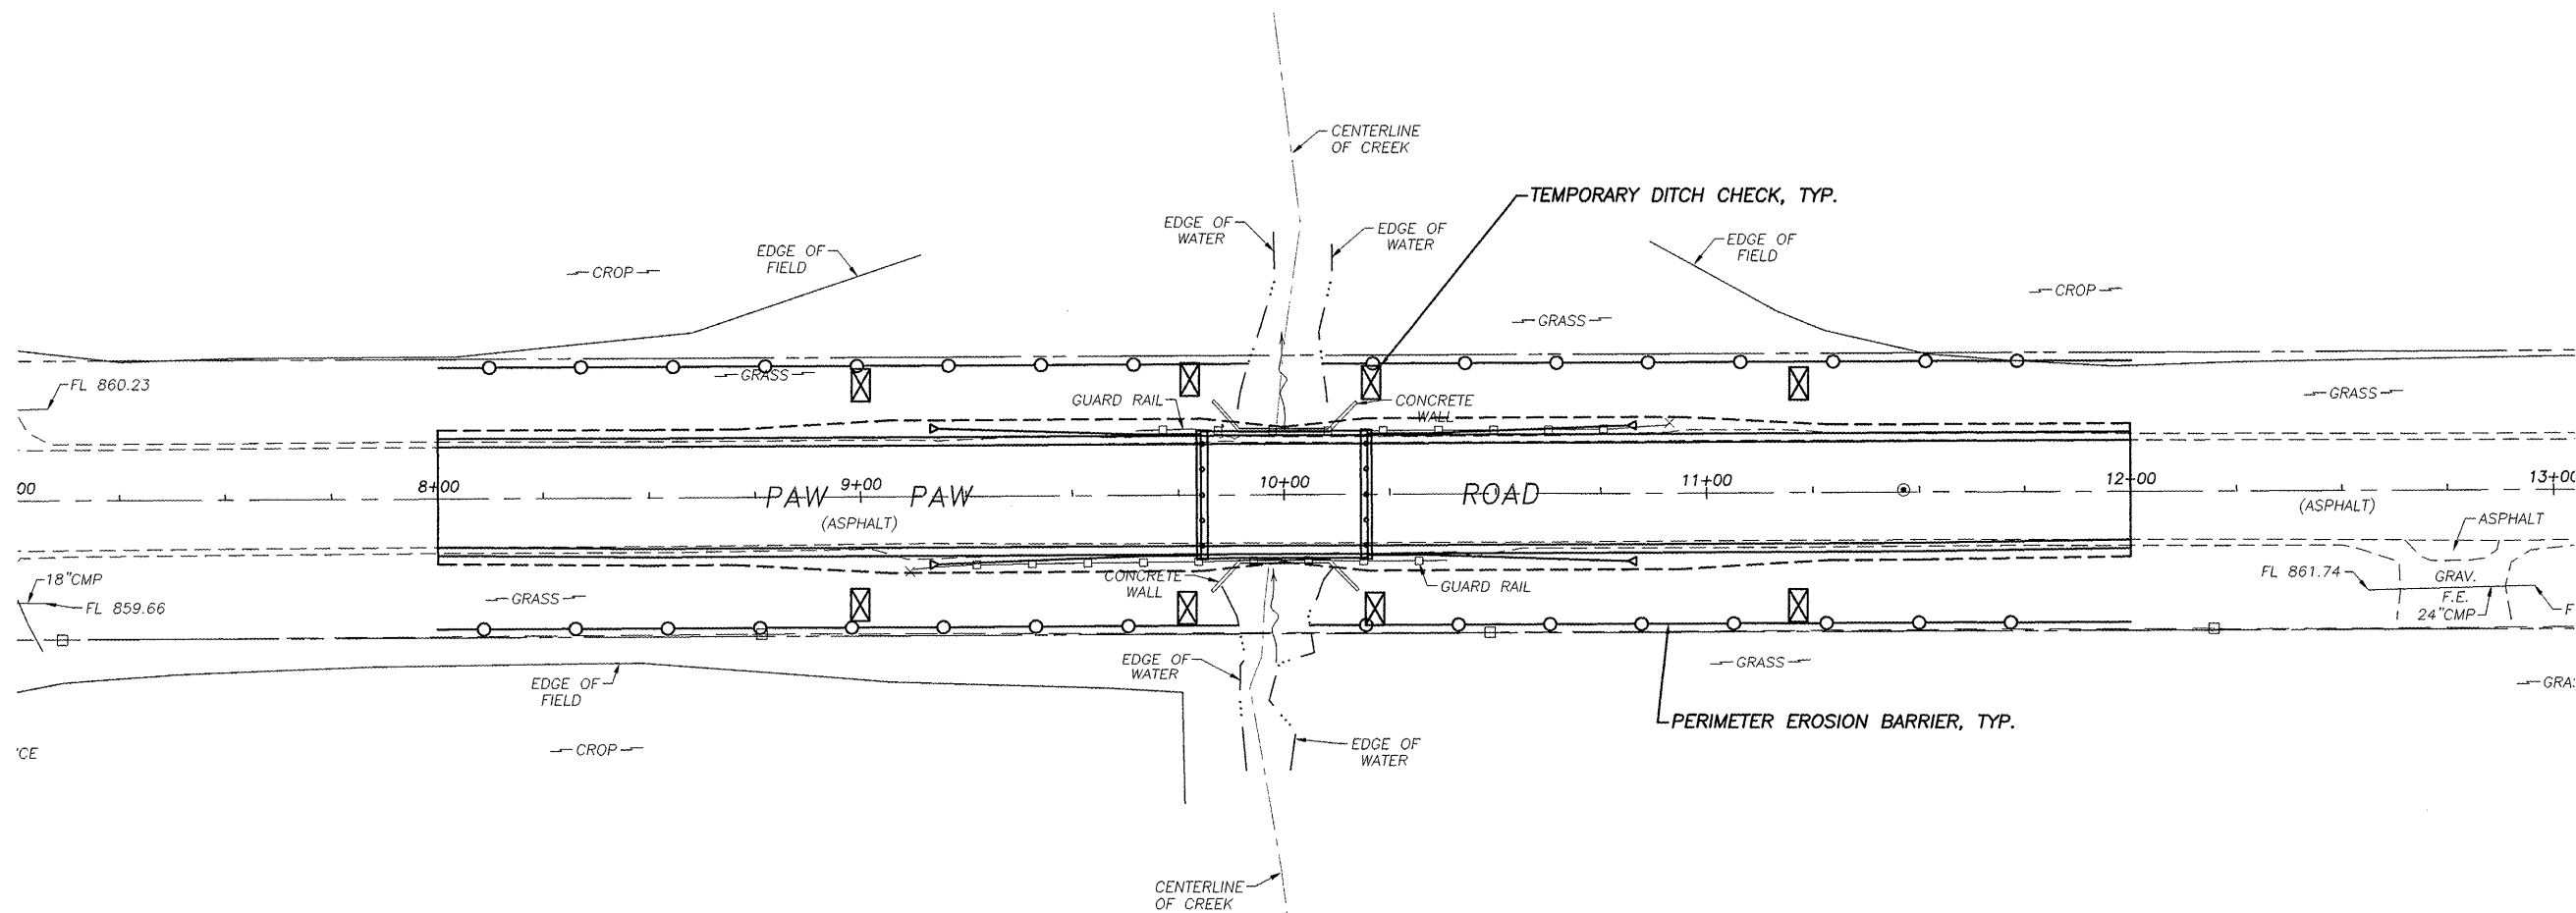 CENTERLINE
OF CREEK
TEMPORARY DITCH CHECK, TYP.
EDGE OF
WATER
EDGE OF
WATER
EDGE OF
FIELD
CROP
EDGE OF
FIELD
CROP
GRASS
FL 860.23
GRASS
GUARD RAIL
CONCRETE
WALL
GRASS
00
8+00
9+00
10+00
11+00
12+00
13+00
PAW PAW ROAD
(ASPHALT)
(ASPHALT)
ASPHALT
18"CMP
FL 859.66
GRASS
CONCRETE
WALL
GUARD RAIL
FL 861.74
GRAV.
F.E.
24"CMP
F
EDGE OF
WATER
GRASS
EDGE OF
FIELD
GRAS
PERIMETER EROSION BARRIER, TYP.
CROP
EDGE OF
WATER
'CE
CENTERLINE
OF CREEK